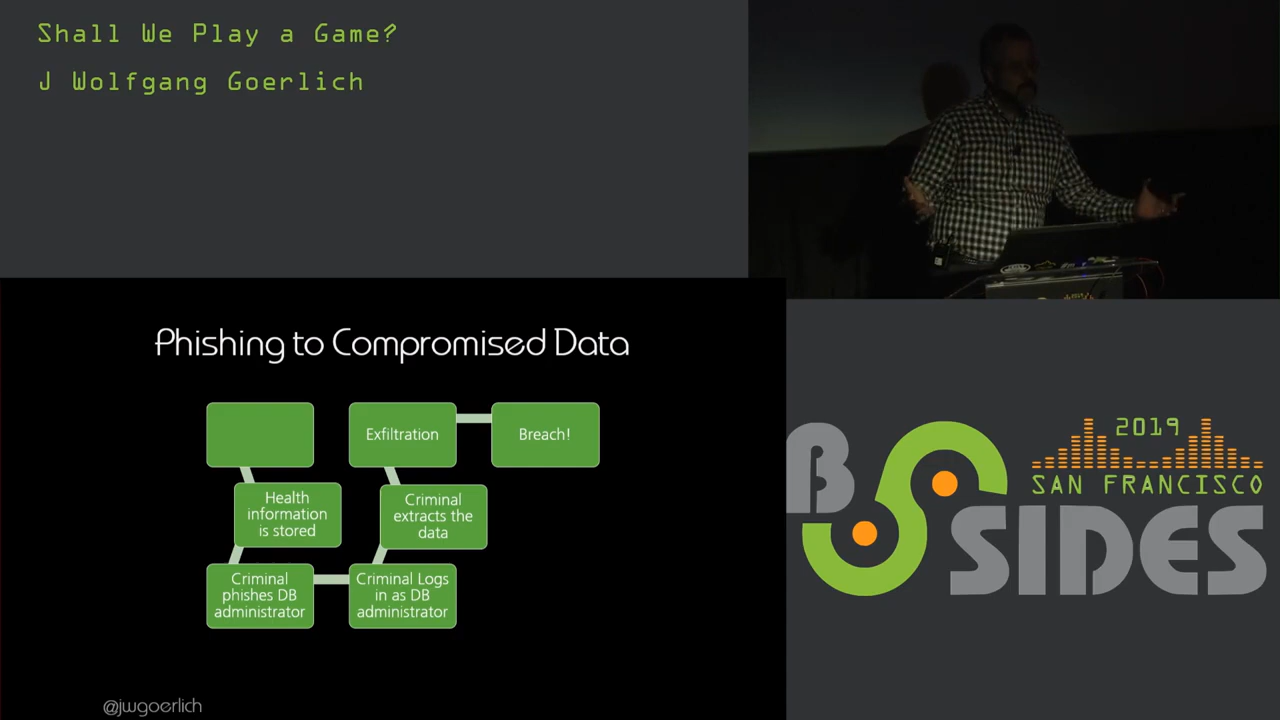 Shall We Play a Game?
J Wolfgang Goerlich
Phishing to Compromised Data
Health
information
is stored
Criminal
phishes DB
administrator
Criminal Logs
in as DB
administrator
Criminal
extracts the
data
Exfiltration
Breach!
@jwgoerlich
2019
SAN FRANCISCO
B
SIDES